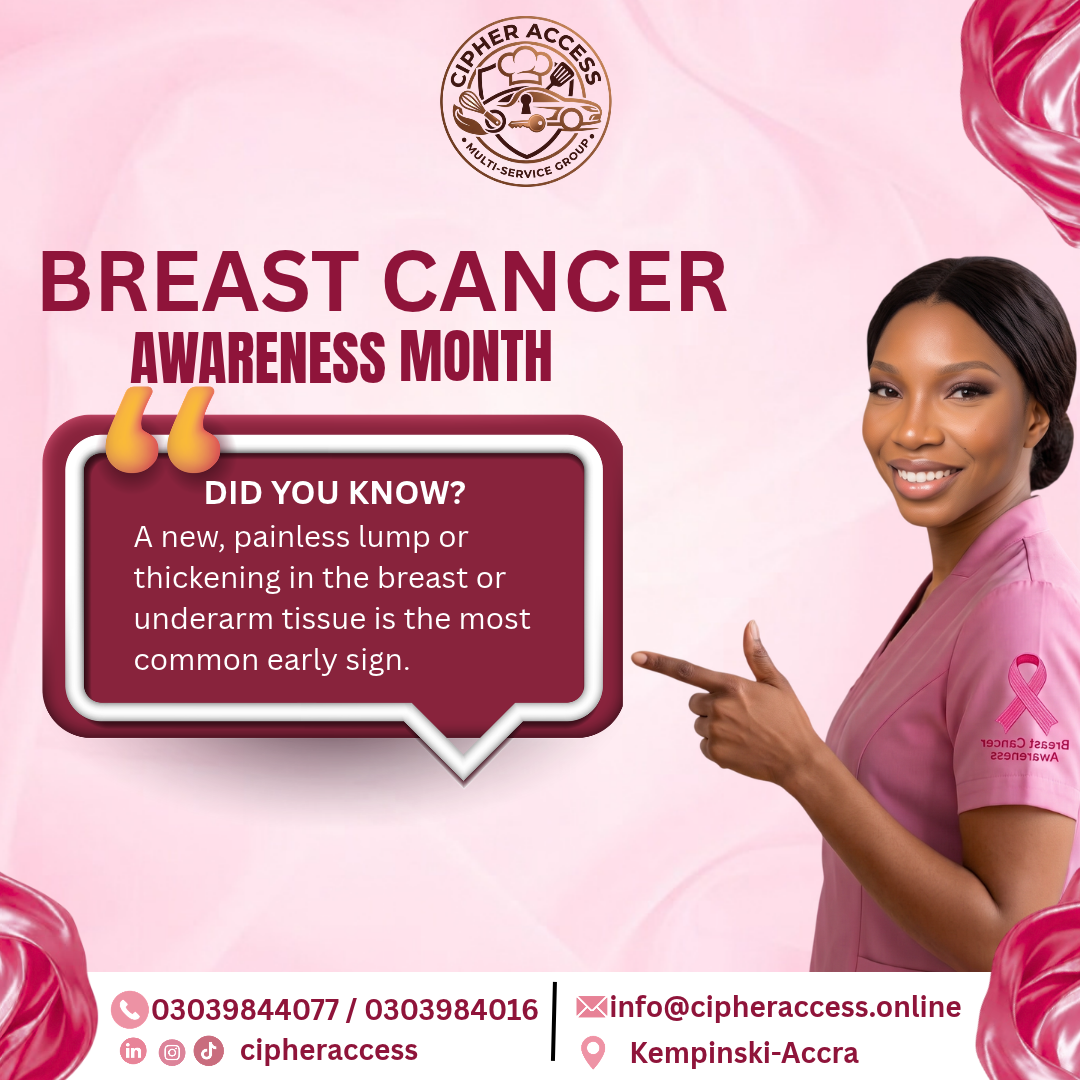 CIPHER ACCESS
• MULTI-SERVICE GROUP •
BREAST CANCER
AWARENESS MONTH
“
DID YOU KNOW?
A new, painless lump or
thickening in the breast or
underarm tissue is the most
common early sign.
Breast Cancer
Awareness
03039844077 / 0303984016
info@cipheraccess.online
in cipheraccess
Kempinski-Accra